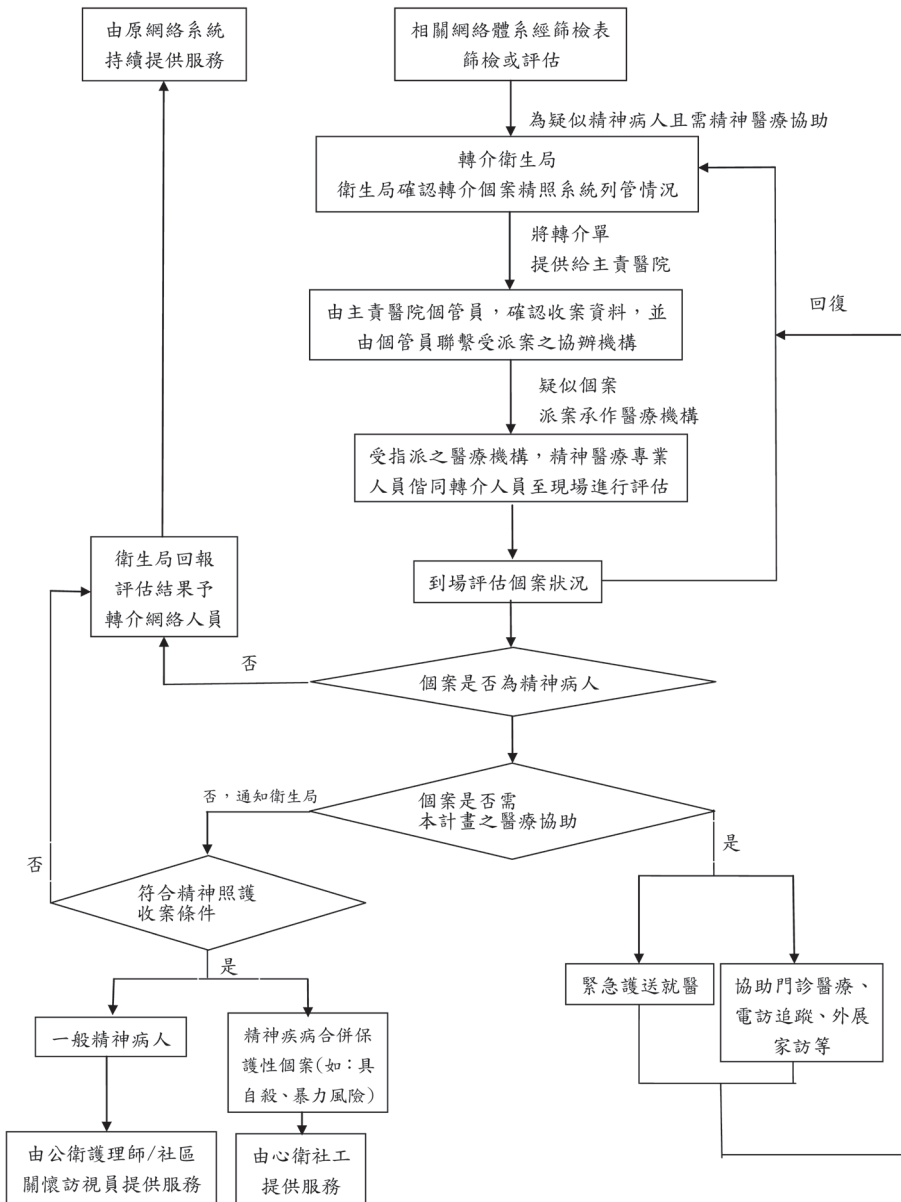 由原網絡系統
持續提供服務
相關網絡體系經篩檢表
篩檢或評估
為疑似精神病人且需精神醫療協助
轉介衛生局
衛生局確認轉介個案精照系統列管情況
將轉介單
提供給主責醫院
回復
由主責醫院個管員，確認收案資料，並
由個管員聯繫受派案之協辦機構
疑似個案
派案承作醫療機構
受指派之醫療機構，精神醫療專業
人員偕同轉介人員至現場進行評估
衛生局回報
評估結果予
轉介網絡人員
到場評估個案狀況
否
個案是否為精神病人
否，通知衛生局
個案是否需
本計畫之醫療協助
是
否
符合精神照護
收案條件
是
緊急護送就醫
協助門診醫療、
電訪追蹤、外展
家訪等
一般精神病人
精神疾病合併保
護性個案(如：具
自殺、暴力風險)
由公衛護理師/社區
關懷訪視員提供服務
由心衛社工
提供服務